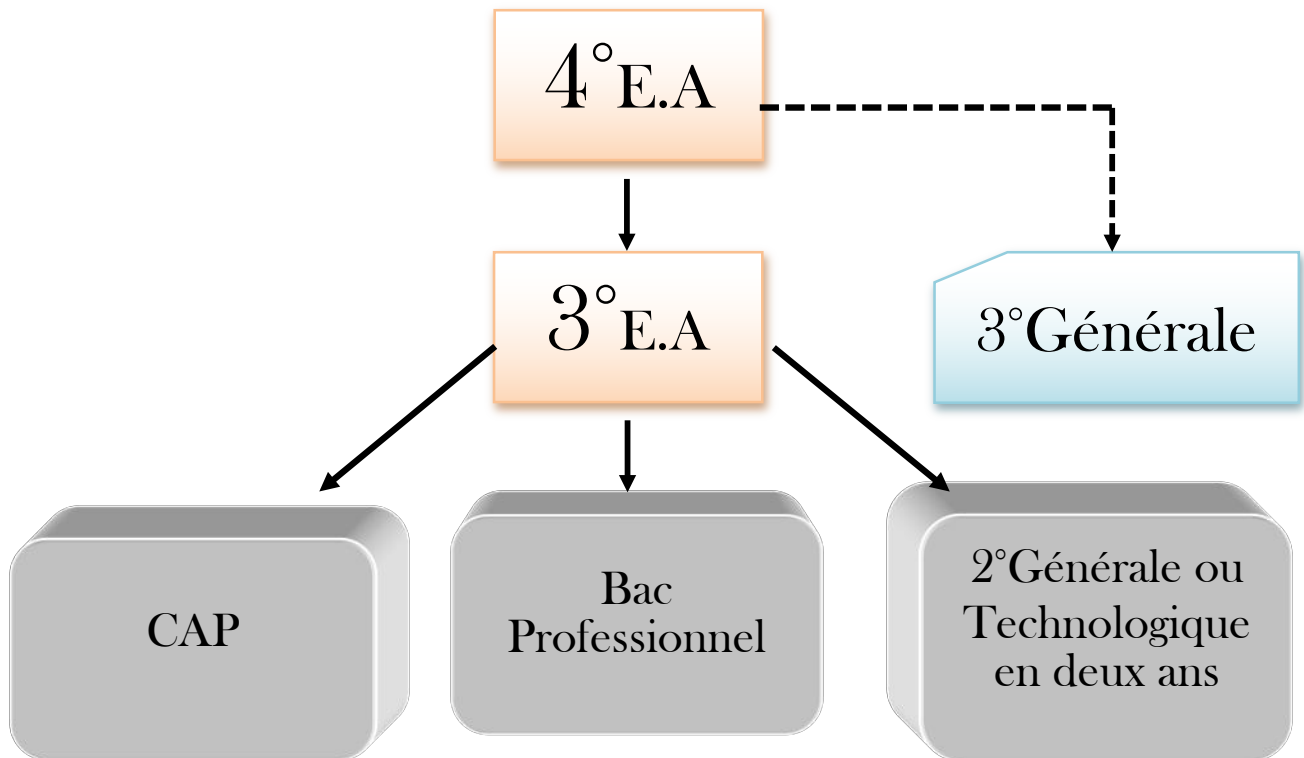 4°E.A
3°E.A
3°Générale
CAP
Bac
Professionnel
2°Générale ou
Technologique
en deux ans